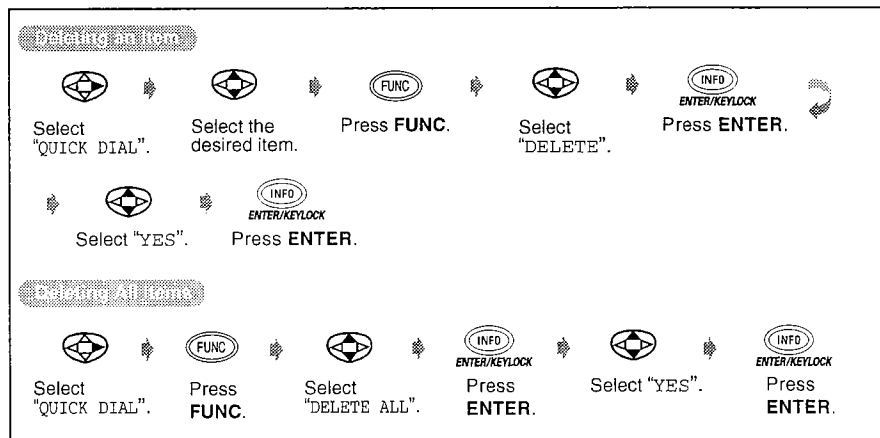 Deleting an Item
FUNC
INFO
ENTER/KEYLOCK
Select
"QUICK DIAL".
Select the
desired item.
Press FUNC.
Select
"DELETE".
Press ENTER.
INFO
ENTER/KEYLOCK
Select "YES".
Press ENTER.
Deleting All Items
FUNC
INFO
ENTER/KEYLOCK
INFO
ENTER/KEYLOCK
Select
"QUICK DIAL".
Press
FUNC.
Select
"DELETE ALL".
Press
ENTER.
Select "YES".
Press
ENTER.